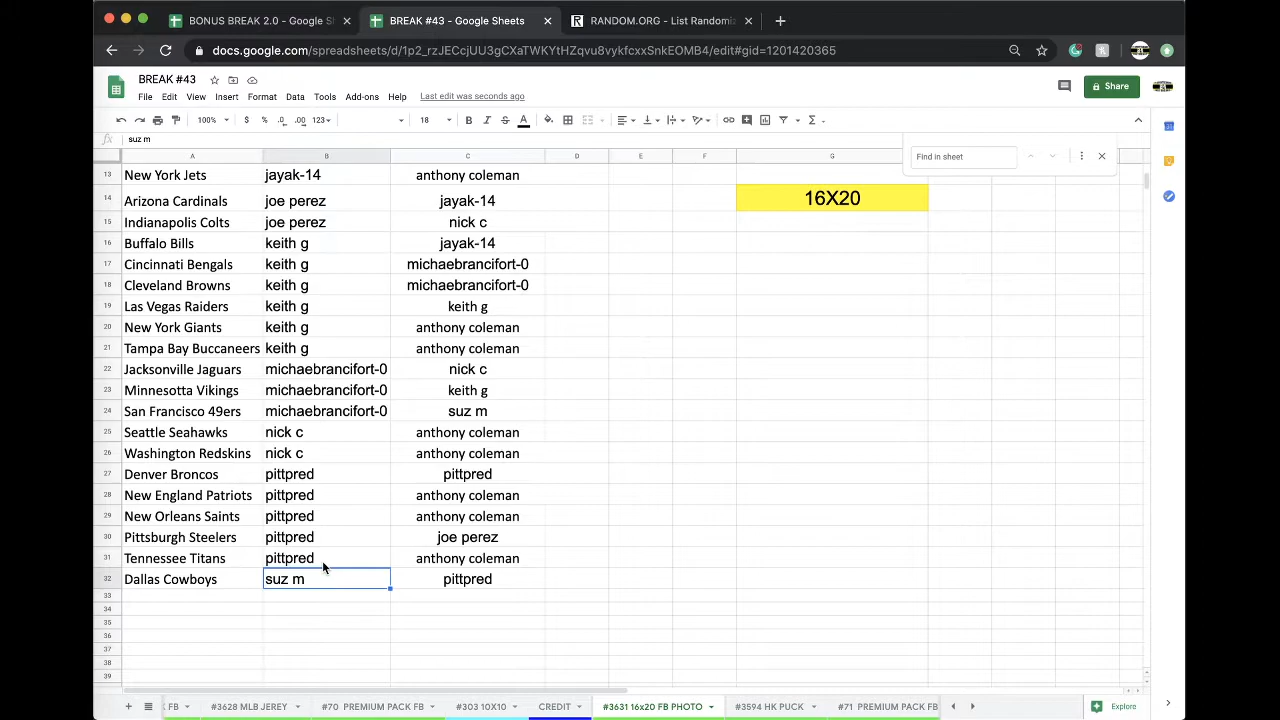 BONUS BREAK 2.0 - Google Sh
BREAK #43 - Google Sheets
RANDOM.ORG - List Randomiz
docs.google.com/spreadsheets/d/1p2_rzJECcjUU3gCXaTWKYtHZqvu8vykfcxxSnkEOMB4/edit#gid=1201420365
BREAK #43
File Edit View Insert Format Data Tools Add-ons Help
Share
100% $ % .0 .00 123 18 B I S A
fx suz m
Find in sheet
A B C D E F G
13 New York Jets jayak-14 anthony coleman
14 Arizona Cardinals joe perez jayak-14 16X20
15 Indianapolis Colts joe perez nick c
16 Buffalo Bills keith g jayak-14
17 Cincinnati Bengals keith g michaebrancifort-0
18 Cleveland Browns keith g michaebrancifort-0
19 Las Vegas Raiders keith g keith g
20 New York Giants keith g anthony coleman
21 Tampa Bay Buccaneers keith g anthony coleman
22 Jacksonville Jaguars michaebrancifort-0 nick c
23 Minnesotta Vikings michaebrancifort-0 keith g
24 San Francisco 49ers michaebrancifort-0 suz m
25 Seattle Seahawks nick c anthony coleman
26 Washington Redskins nick c anthony coleman
27 Denver Broncos pittpred pittpred
28 New England Patriots pittpred anthony coleman
29 New Orleans Saints pittpred anthony coleman
30 Pittsburgh Steelers pittpred joe perez
31 Tennessee Titans pittpred anthony coleman
32 Dallas Cowboys suz m pittpred
33
34
35
36
37
38
39
FB #3628 MLB JEREY #70 PREMIUM PACK FB #303 10X10 CREDIT #3631 16x20 FB PHOTO #3594 HK PUCK #71 PREMIUM PACK FB Explore